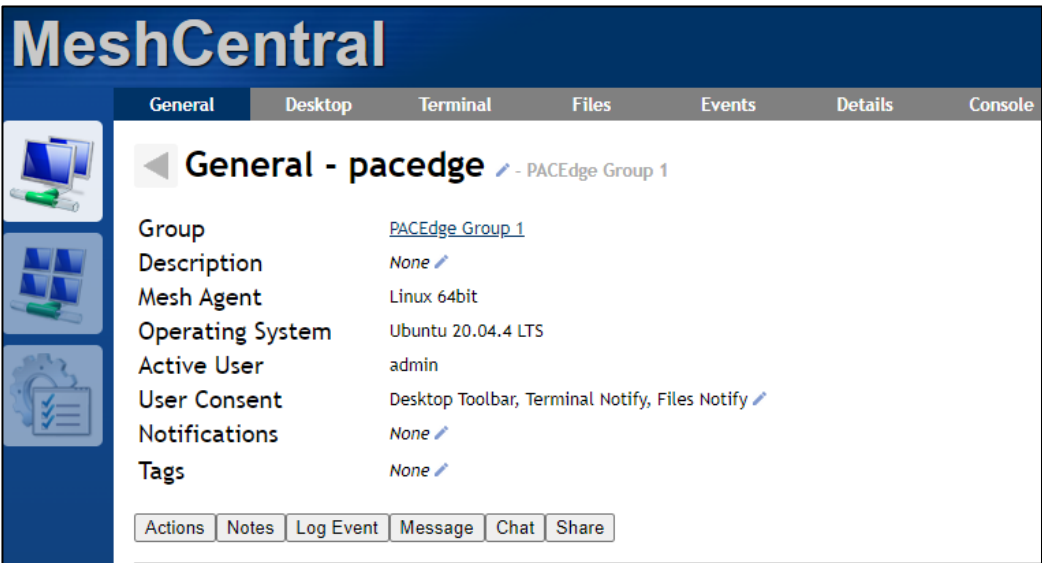 MeshCentral
General Desktop Terminal Files Events Details Console
General - pacedge - PACEdge Group 1
Group PACEdge Group 1
Description None
Mesh Agent Linux 64bit
Operating System Ubuntu 20.04.4 LTS
Active User admin
User Consent Desktop Toolbar, Terminal Notify, Files Notify
Notifications None
Tags None
Actions Notes Log Event Message Chat Share